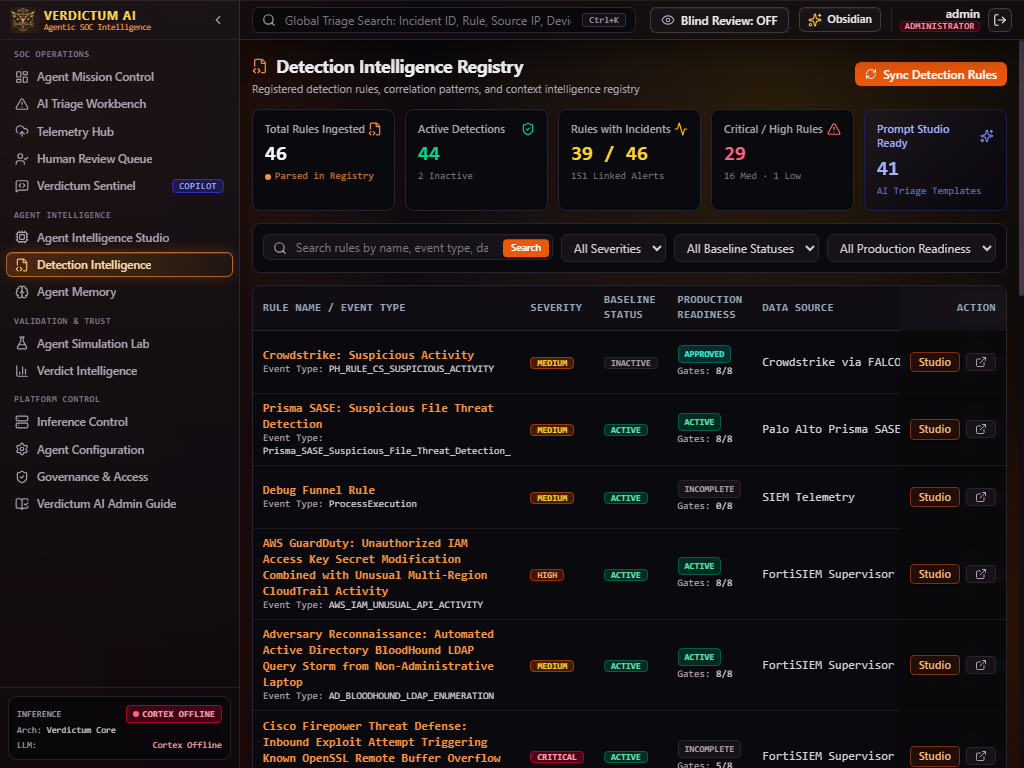 VERDICTUM AI
Agentic SOC Intelligence
Global Triage Search: Incident ID, Rule, Source IP, Devic
Ctrl+K
Blind Review: OFF
Obsidian
admin
ADMINISTRATOR
SOC OPERATIONS
Agent Mission Control
AI Triage Workbench
Telemetry Hub
Human Review Queue
Verdictum Sentinel
COPILOT
AGENT INTELLIGENCE
Agent Intelligence Studio
Detection Intelligence
Agent Memory
VALIDATION & TRUST
Agent Simulation Lab
Verdict Intelligence
PLATFORM CONTROL
Inference Control
Agent Configuration
Governance & Access
Verdictum AI Admin Guide
INFERENCE
CORTEX OFFLINE
Arch: Verdictum Core
LLM: Cortex Offline
Detection Intelligence Registry
Registered detection rules, correlation patterns, and context intelligence registry
Sync Detection Rules
Total Rules Ingested
46
Parsed in Registry
Active Detections
44
2 Inactive
Rules with Incidents
39 / 46
151 Linked Alerts
Critical / High Rules
29
16 Med · 1 Low
Prompt Studio
Ready
41
AI Triage Templates
Search rules by name, event type, da
Search
All Severities
All Baseline Statuses
All Production Readiness
RULE NAME / EVENT TYPE
SEVERITY
BASELINE
STATUS
PRODUCTION
READINESS
DATA SOURCE
ACTION
Crowdstrike: Suspicious Activity
Event Type: PH_RULE_CS_SUSPICIOUS_ACTIVITY
MEDIUM
INACTIVE
APPROVED
Gates: 8/8
Crowdstrike via FALCO
Studio
Prisma SASE: Suspicious File Threat
Detection
Event Type:
Prisma_SASE_Suspicious_File_Threat_Detection_
MEDIUM
ACTIVE
ACTIVE
Gates: 8/8
Palo Alto Prisma SASE
Studio
Debug Funnel Rule
Event Type: ProcessExecution
MEDIUM
ACTIVE
INCOMPLETE
Gates: 0/8
SIEM Telemetry
Studio
AWS GuardDuty: Unauthorized IAM
Access Key Secret Modification
Combined with Unusual Multi-Region
CloudTrail Activity
Event Type: AWS_IAM_UNUSUAL_API_ACTIVITY
HIGH
ACTIVE
ACTIVE
Gates: 8/8
FortiSIEM Supervisor
Studio
Adversary Reconnaissance: Automated
Active Directory BloodHound LDAP
Query Storm from Non-Administrative
Laptop
Event Type: AD_BLOODHOUND_LDAP_ENUMERATION
MEDIUM
ACTIVE
ACTIVE
Gates: 8/8
FortiSIEM Supervisor
Studio
Cisco Firepower Threat Defense:
Inbound Exploit Attempt Triggering
Known OpenSSL Remote Buffer Overflow
CRITICAL
ACTIVE
INCOMPLETE
Gates: 5/8
FortiSIEM Supervisor
Studio